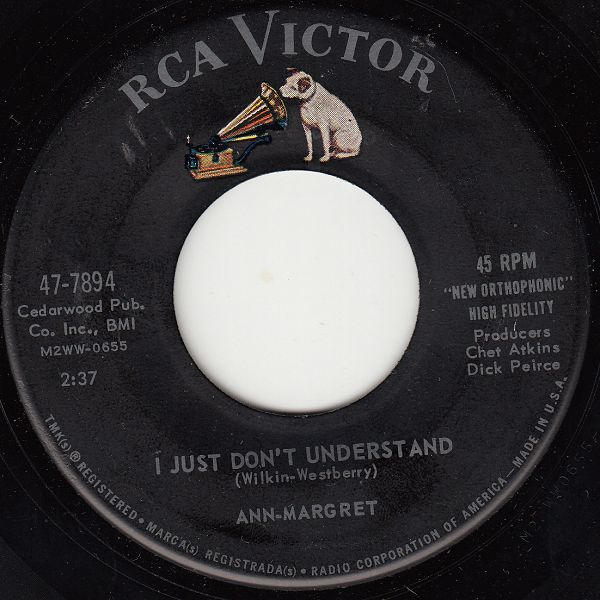 RCA VICTOR
47-7894
Cedarwood Pub.
Co. Inc., BMI
M2WW-0655
2:37
45 RPM
"NEW ORTHOPHONIC"
HIGH FIDELITY
Producers
Chet Atkins
Dick Peirce
I JUST DON'T UNDERSTAND
(Wilkin-Westberry)
ANN-MARGRET
TMK(s) ® REGISTERED • MARCA(s) REGISTRADA(s) • RADIO CORPORATION OF AMERICA—MADE IN U.S.A.